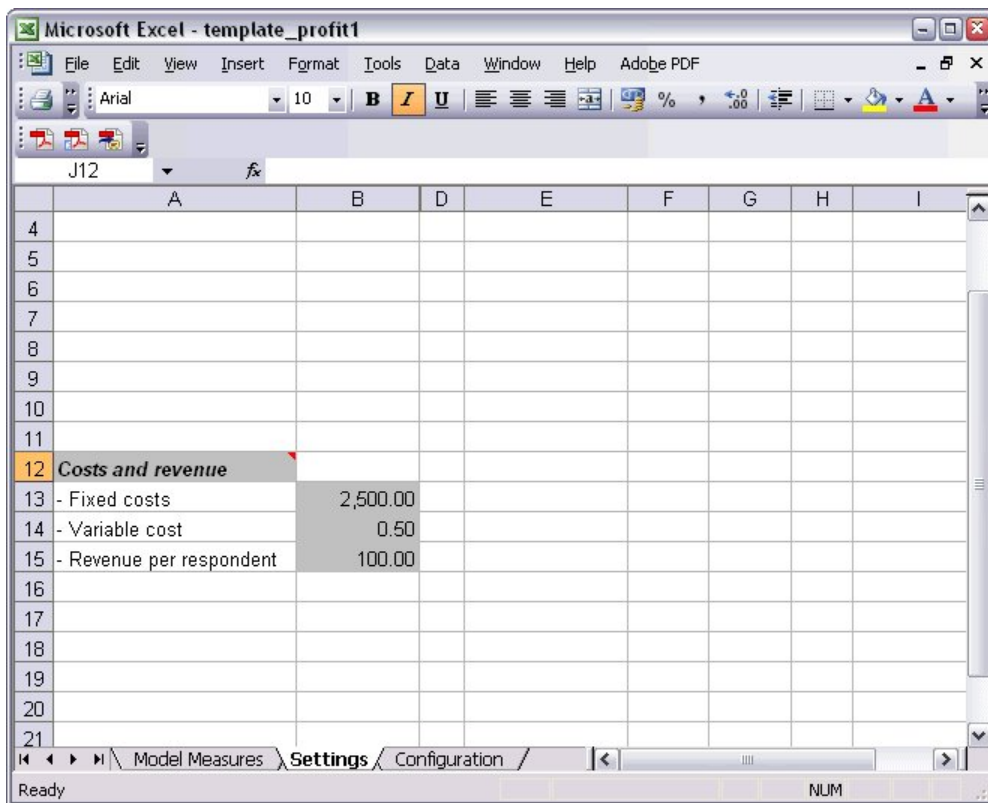 Microsoft Excel - template_profit1
File Edit View Insert Format Tools Data Window Help Adobe PDF
Arial 10 B I U % , .00
J12 fx
A B D E F G H I
4
5
6
7
8
9
10
11
12 Costs and revenue
13 - Fixed costs 2,500.00
14 - Variable cost 0.50
15 - Revenue per respondent 100.00
16
17
18
19
20
21
Model Measures Settings Configuration
Ready NUM